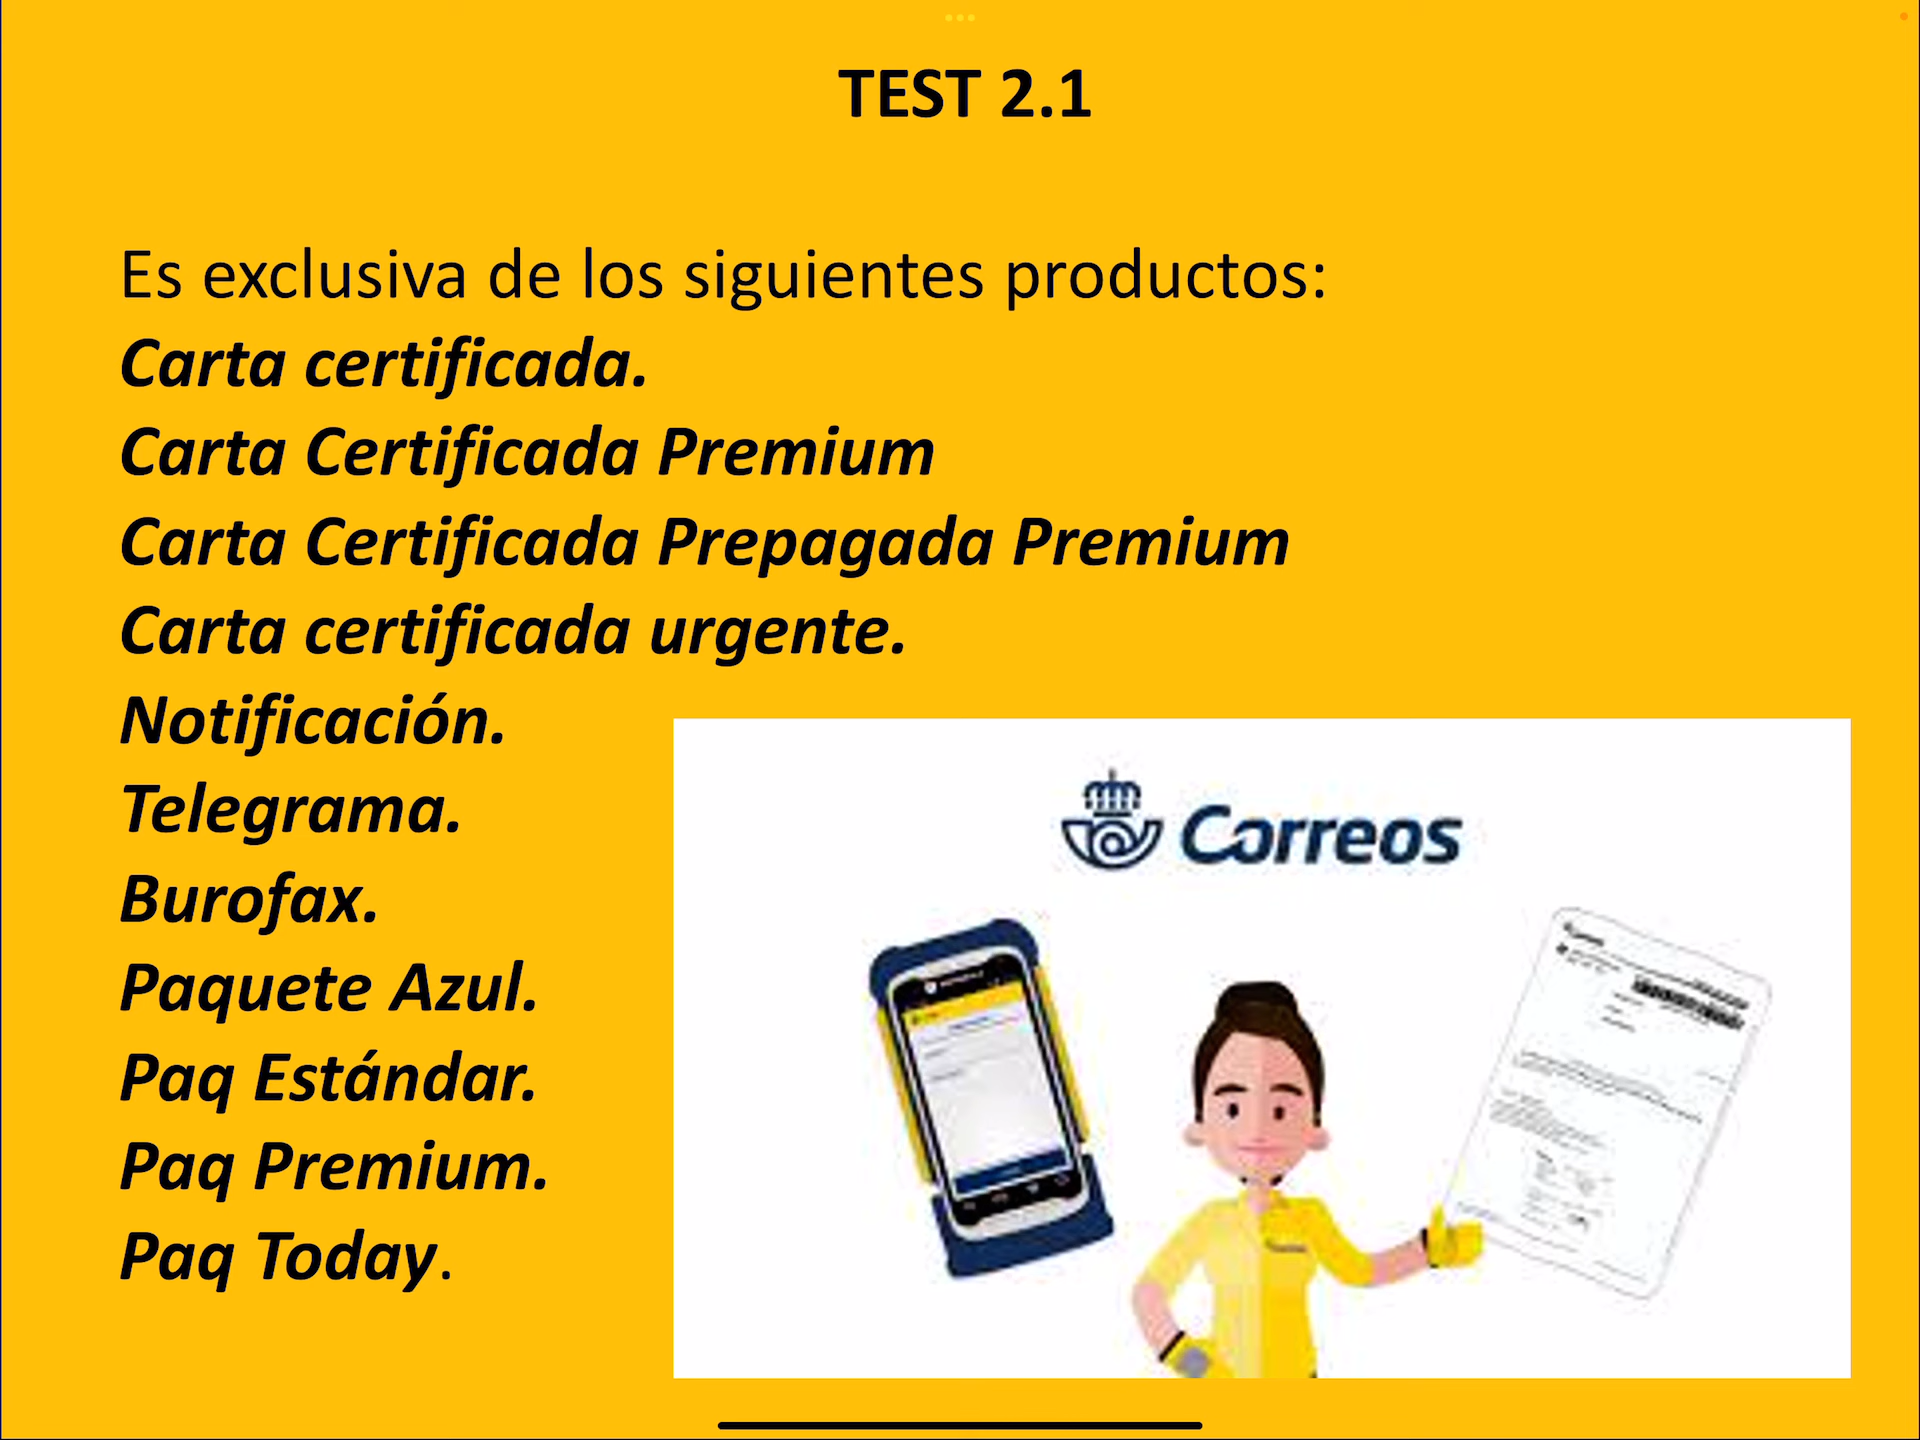 TEST 2.1
Es exclusiva de los siguientes productos:
Carta certificada.
Carta Certificada Premium
Carta Certificada Prepagada Premium
Carta certificada urgente.
Notificación.
Telegrama.
Burofax.
Paquete Azul.
Paq Estándar.
Paq Premium.
Paq Today.
Correos